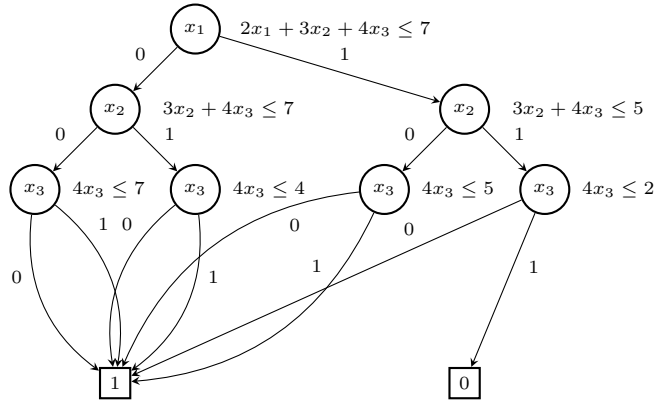 x₁ 2x₁ + 3x₂ + 4x₃ ≤ 7
0 1
x₂ 3x₂ + 4x₃ ≤ 7 x₂ 3x₂ + 4x₃ ≤ 5
0 1 0 1
x₃ 4x₃ ≤ 7 x₃ 4x₃ ≤ 4 x₃ 4x₃ ≤ 5 x₃ 4x₃ ≤ 2
1 0 0 0
0 1 1 1
1 0